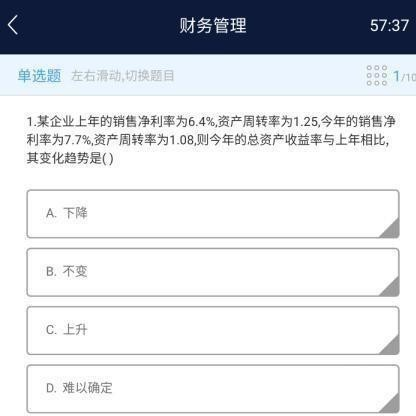 财务管理
57:37
单选题 左右滑动,切换题目 1/10
1.某企业上年的销售净利率为6.4%,资产周转率为1.25,今年的销售净
利率为7.7%,资产周转率为1.08,则今年的总资产收益率与上年相比,
其变化趋势是()
A. 下降
B. 不变
C. 上升
D. 难以确定